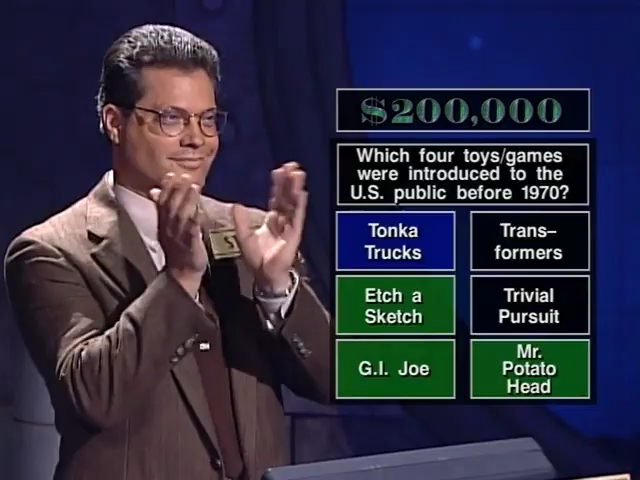 $200,000
Which four toys/games
were introduced to the
U.S. public before 1970?
Tonka
Trucks
Trans–
formers
Etch a
Sketch
Trivial
Pursuit
G.I. Joe
Mr.
Potato
Head